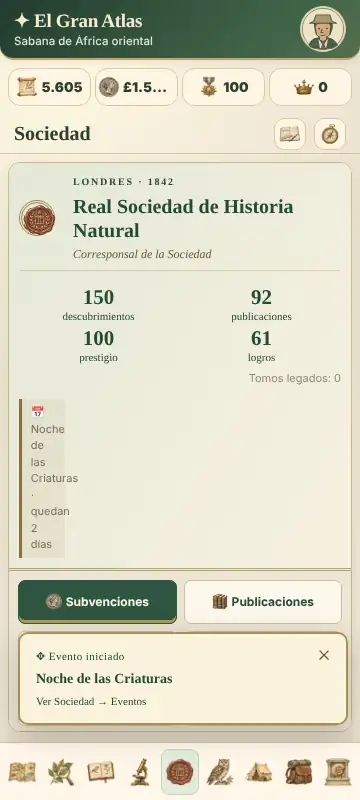 ✦ El Gran Atlas
Sabana de África oriental
5.605
£1.5...
100
0
Sociedad
LONDRES · 1842
Real Sociedad de Historia
Natural
Corresponsal de la Sociedad
150
92
descubrimientos
publicaciones
100
61
prestigio
logros
Tomos legados: 0
Noche
de
las
Criaturas
·
quedan
2
días
Subvenciones
Publicaciones
✥ Evento iniciado
Noche de las Criaturas
Ver Sociedad → Eventos